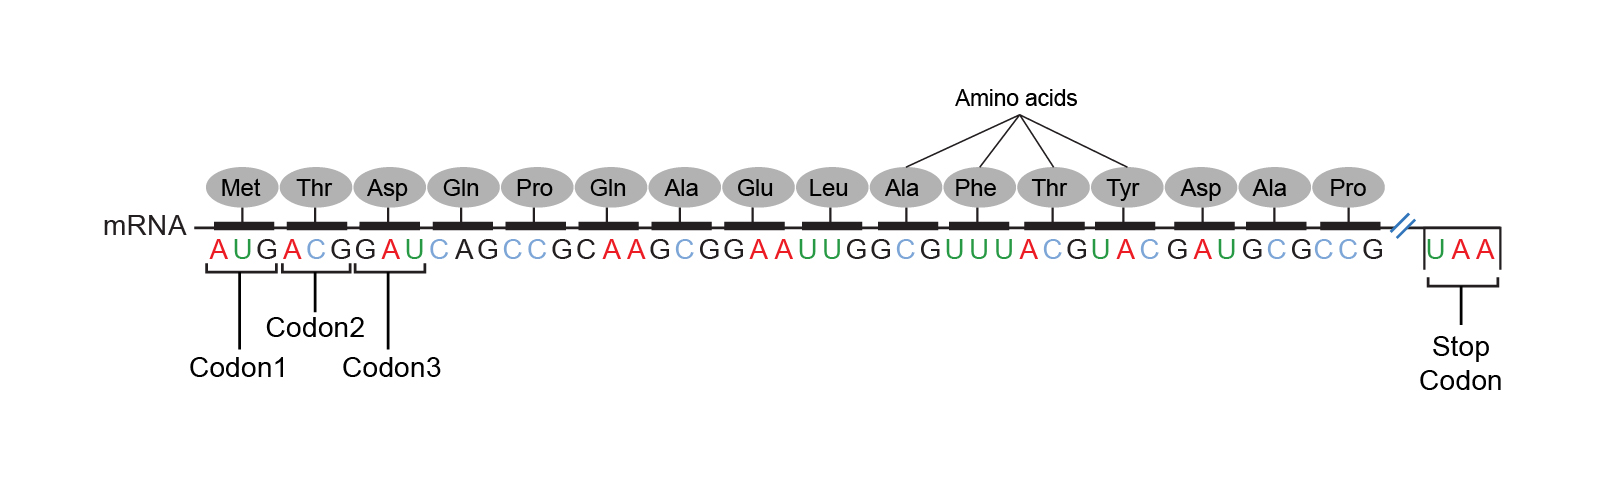 Amino acids
Met Thr Asp Gln Pro Gln Ala Glu Leu Ala Phe Thr Tyr Asp Ala Pro
mRNA
AUGACGGAUCAGCCGCAAGCGGAAUUGGCGUUUACGUACGAUGCGCCG UAA
Codon2
Codon1 Codon3
Stop
Codon